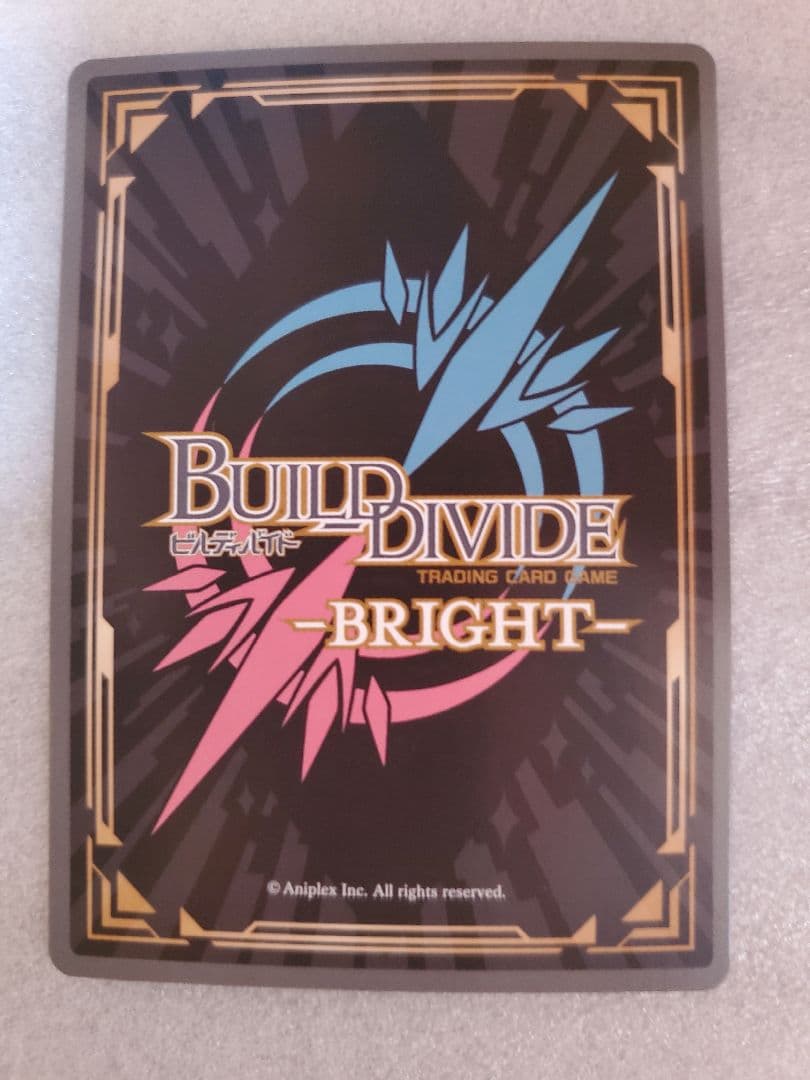 BUILD-DIVIDE
ビルディバイド
TRADING CARD GAME
-BRIGHT-
© Aniplex Inc. All rights reserved.